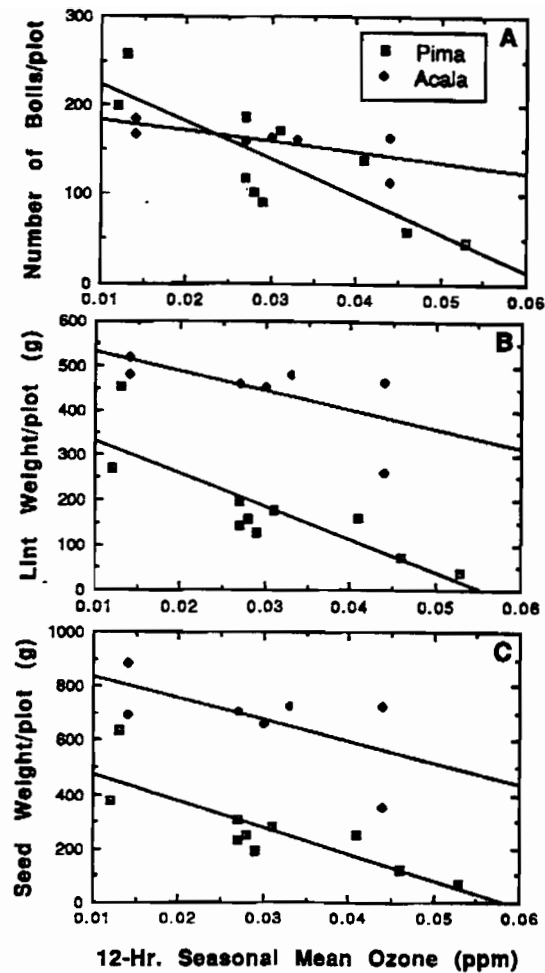 300
A
Pima
Acala
200
100
0
Number of Bolls/plot
0.01 0.02 0.03 0.04 0.05 0.06
600
B
500
400
300
200
100
0
Lint Weight/plot (g)
0.01 0.02 0.03 0.04 0.05 0.06
1000
C
800
600
400
200
0
Seed Weight/plot (g)
0.01 0.02 0.03 0.04 0.05 0.06
12-Hr. Seasonal Mean Ozone (ppm)